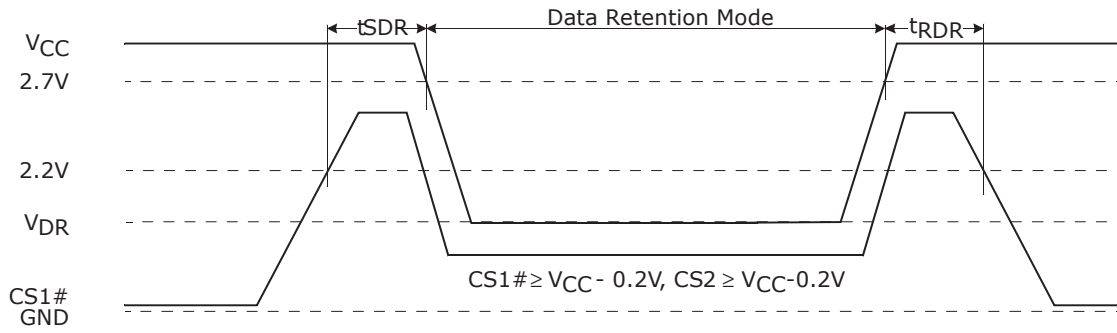 tSDR
Data Retention Mode
tRDR
VCC
2.7V
2.2V
VDR
CS1# ≥ VCC - 0.2V, CS2 ≥ VCC-0.2V
CS1#
GND